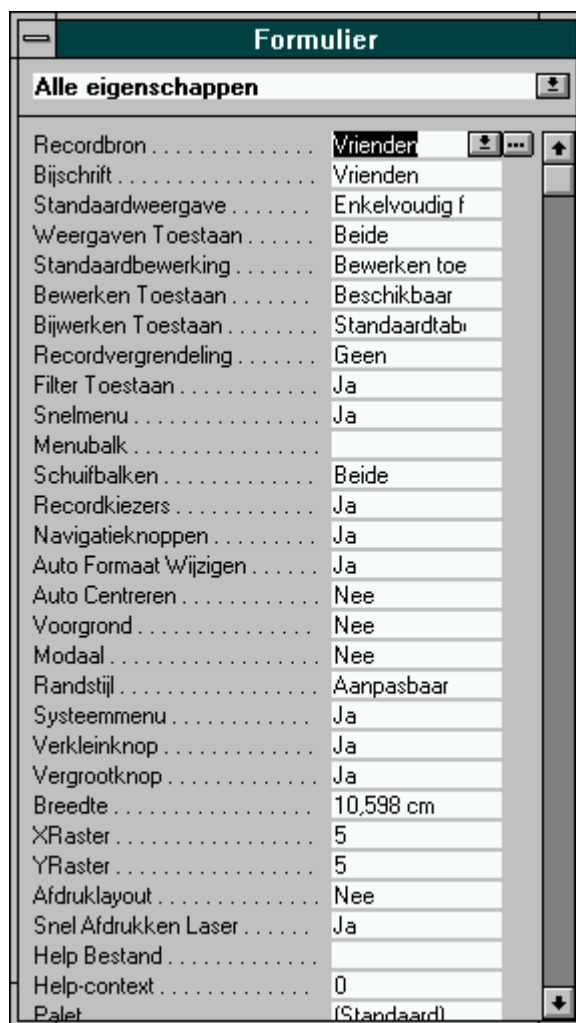 Formulier
Alle eigenschappen
Recordbron . . . . . . . . . . . . . . . Vrienden
Bijschrift . . . . . . . . . . . . . . . . . . Vrienden
Standaardweergave . . . . . . . Enkelvoudig f
Weergaven Toestaan . . . . . . Beide
Standaardbewerking . . . . . . . Bewerken toe
Bewerken Toestaan . . . . . . . Beschikbaar
Bijwerken Toestaan . . . . . . . . Standaardtab
Recordvergrendeling . . . . . . . Geen
Filter Toestaan . . . . . . . . . . . . Ja
Snelmenu . . . . . . . . . . . . . . . . Ja
Menubalk . . . . . . . . . . . . . . . .
Schuifbalken . . . . . . . . . . . . . Beide
Recordkiezers . . . . . . . . . . . . Ja
Navigatieknoppen . . . . . . . . . Ja
Auto Formaat Wijzigen . . . . . . Ja
Auto Centreren . . . . . . . . . . . . Nee
Voorgrond . . . . . . . . . . . . . . . Nee
Modaal . . . . . . . . . . . . . . . . . Nee
Randstijl . . . . . . . . . . . . . . . . . Aanpasbaar
Systeemmenu . . . . . . . . . . . . Ja
Verkleinknop . . . . . . . . . . . . . Ja
Vergrootknop . . . . . . . . . . . . . Ja
Breedte . . . . . . . . . . . . . . . . . 10,598 cm
XRaster . . . . . . . . . . . . . . . . . 5
YRaster . . . . . . . . . . . . . . . . . 5
Afdruklayout . . . . . . . . . . . . . . Nee
Snel Afdrukken Laser . . . . . . Ja
Help Bestand . . . . . . . . . . . . .
Help-context . . . . . . . . . . . . . 0
Palet . . . . . . . . . . . . . . . . . . . (Standaard)